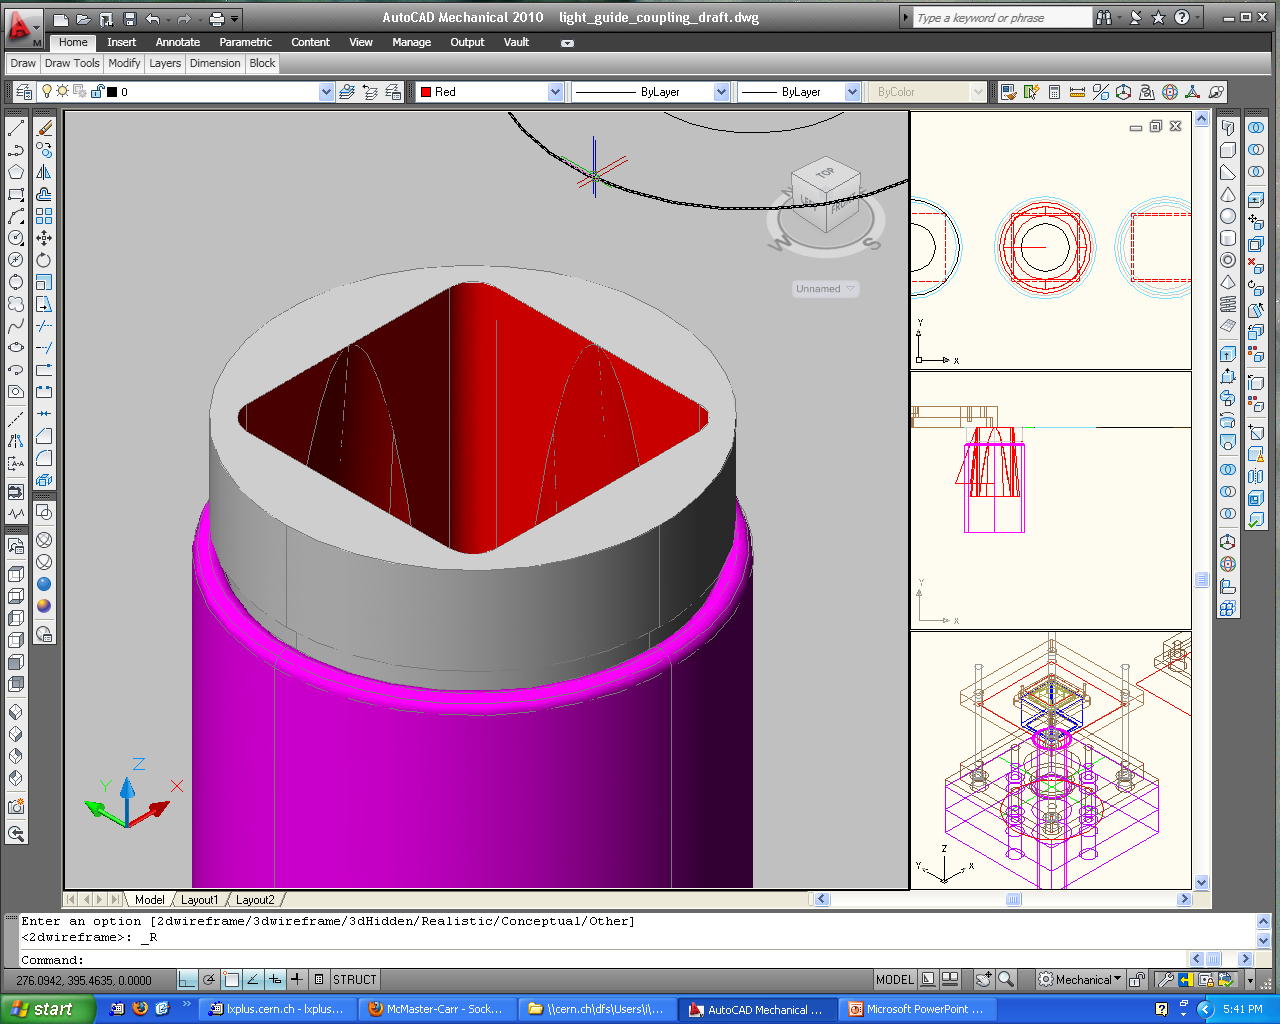 AutoCAD Mechanical 2010 light_guide_coupling_draft.dwg
Type a keyword or phrase
M
Home Insert Annotate Parametric Content View Manage Output Vault
Draw Draw Tools Modify Layers Dimension Block
0 Red ByLayer ByLayer ByColor
TOP
LEFT FRONT
N
W S
Unnamed
Y
X
Y
X
Z
Y X
Z
Y X
Model Layout1 Layout2
Enter an option [2dwireframe/3dwireframe/3dHidden/Realistic/Conceptual/Other]
<2dwireframe>: _R
Command:
276.0942, 395.4635, 0.0000 STRUCT MODEL Mechanical
start lxplus.cern.ch - lxplus... McMaster-Carr - Sock... \\cern.ch\dfs\Users\i\... AutoCAD Mechanical ... Microsoft PowerPoint ... 5:41 PM